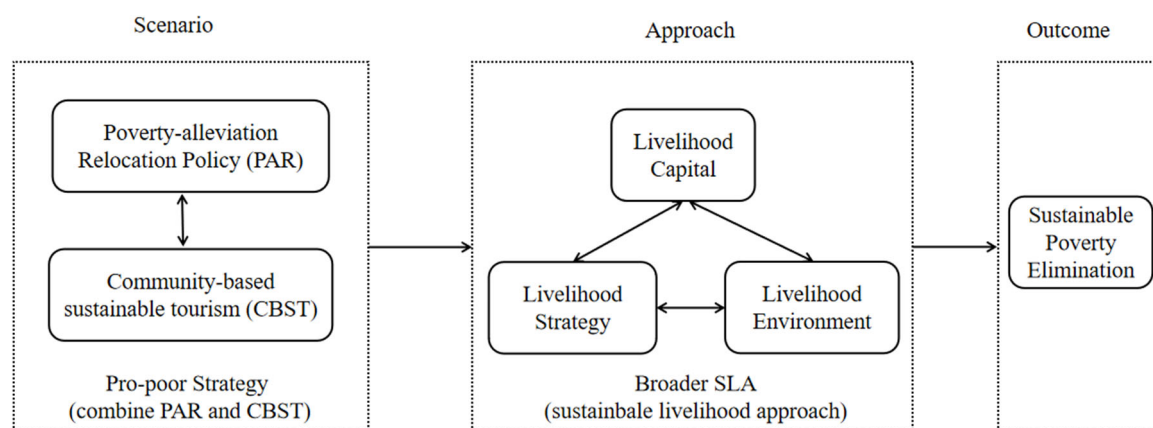 Scenario
Approach
Outcome
Poverty-alleviation
Relocation Policy (PAR)
Community-based
sustainable tourism (CBST)
Pro-poor Strategy
(combine PAR and CBST)
Livelihood
Capital
Livelihood
Strategy
Livelihood
Environment
Broader SLA
(sustainbale livelihood approach)
Sustainable
Poverty
Elimination